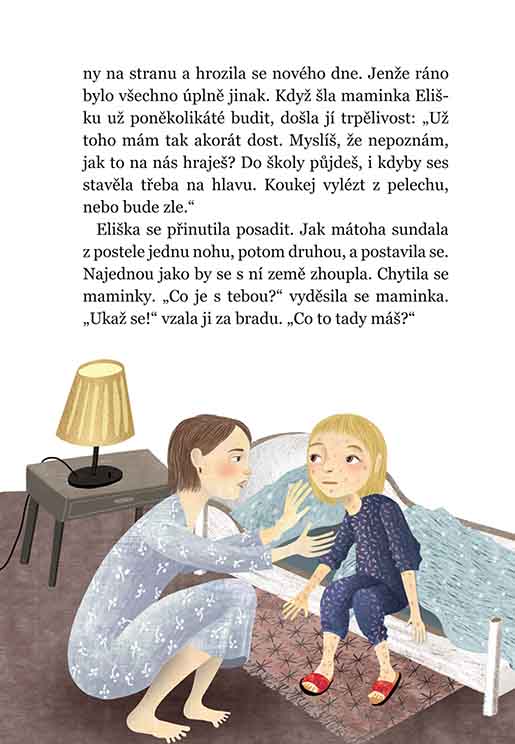 ny na stranu a hrozila se nového dne. Jenže ráno
bylo všechno úplně jinak. Když šla maminka Eliš-
ku už poněkolikáté budit, došla jí trpělivost: „Už
toho mám tak akorát dost. Myslíš, že nepoznám,
jak to na nás hraješ? Do školy půjdeš, i kdyby ses
stavěla třeba na hlavu. Koukej vylézt z pelechu,
nebo bude zle.“
Eliška se přinutila posadit. Jak mátoha sundala
z postele jednu nohu, potom druhou, a postavila se.
Najednou jako by se s ní země zhoupla. Chytila se
maminky. „Co je s tebou?“ vyděsila se maminka.
„Ukaž se!“ vzala ji za bradu. „Co to tady máš?“